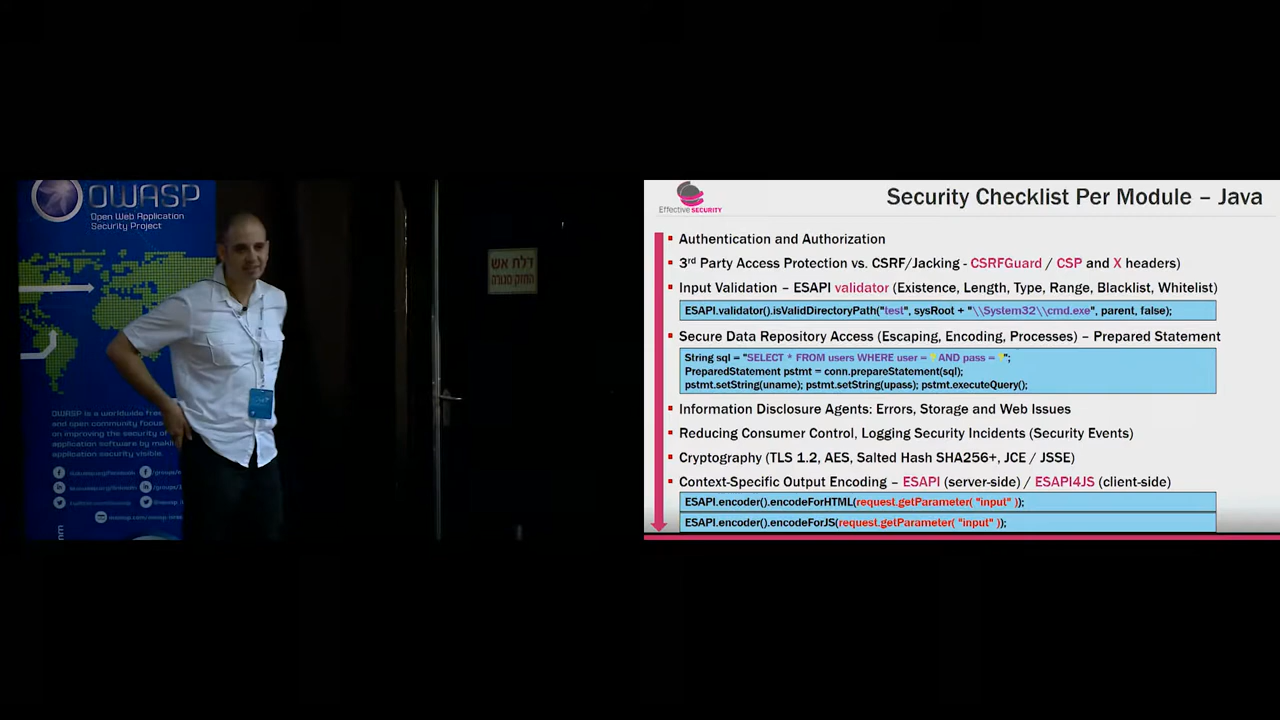 OWASP
Open Web Application
Security Project
OWASP is a worldwide free
and open community focus
on improving the security of
application software by makin
application security visible.
דלת אש
החזק סגורה
Effective SECURITY
Security Checklist Per Module – Java
Authentication and Authorization
3rd Party Access Protection vs. CSRF/Jacking - CSRFGuard / CSP and X headers)
Input Validation – ESAPI validator (Existence, Length, Type, Range, Blacklist, Whitelist)
ESAPI.validator().isValidDirectoryPath("test", sysRoot + "\\System32\\cmd.exe", parent, false);
Secure Data Repository Access (Escaping, Encoding, Processes) – Prepared Statement
String sql = "SELECT * FROM users WHERE user = ? AND pass = ?";
PreparedStatement pstmt = conn.prepareStatement(sql);
pstmt.setString(uname); pstmt.setString(upass); pstmt.executeQuery();
Information Disclosure Agents: Errors, Storage and Web Issues
Reducing Consumer Control, Logging Security Incidents (Security Events)
Cryptography (TLS 1.2, AES, Salted Hash SHA256+, JCE / JSSE)
Context-Specific Output Encoding – ESAPI (server-side) / ESAPI4JS (client-side)
ESAPI.encoder().encodeForHTML(request.getParameter( "input" ));
ESAPI.encoder().encodeForJS(request.getParameter( "input" ));